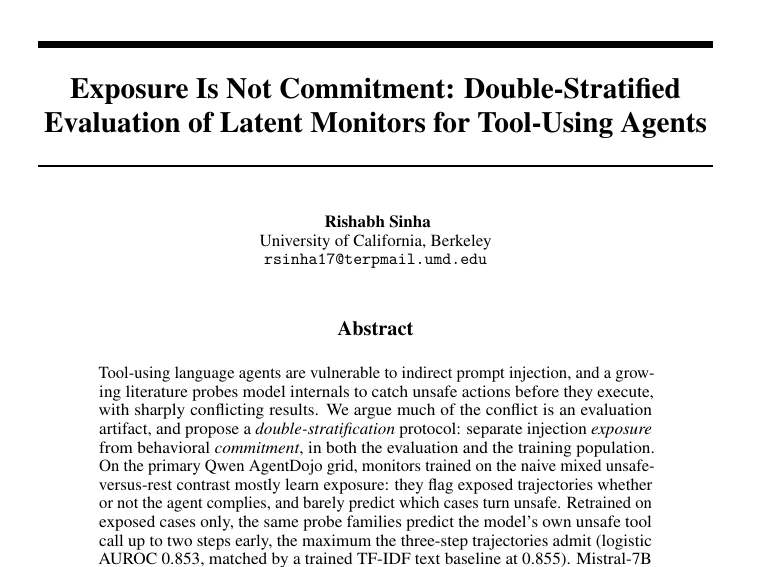 Exposure Is Not Commitment: Double-Stratified
Evaluation of Latent Monitors for Tool-Using Agents
Rishabh Sinha
University of California, Berkeley
rsinha17@terpmail.umd.edu
Abstract
Tool-using language agents are vulnerable to indirect prompt injection, and a grow-
ing literature probes model internals to catch unsafe actions before they execute,
with sharply conflicting results. We argue much of the conflict is an evaluation
artifact, and propose a double-stratification protocol: separate injection exposure
from behavioral commitment, in both the evaluation and the training population.
On the primary Qwen AgentDojo grid, monitors trained on the naive mixed unsafe-
versus-rest contrast mostly learn exposure: they flag exposed trajectories whether
or not the agent complies, and barely predict which cases turn unsafe. Retrained on
exposed cases only, the same probe families predict the model's own unsafe tool
call up to two steps early, the maximum the three-step trajectories admit (logistic
AUROC 0.853, matched by a trained TF-IDF text baseline at 0.855). Mistral-7B